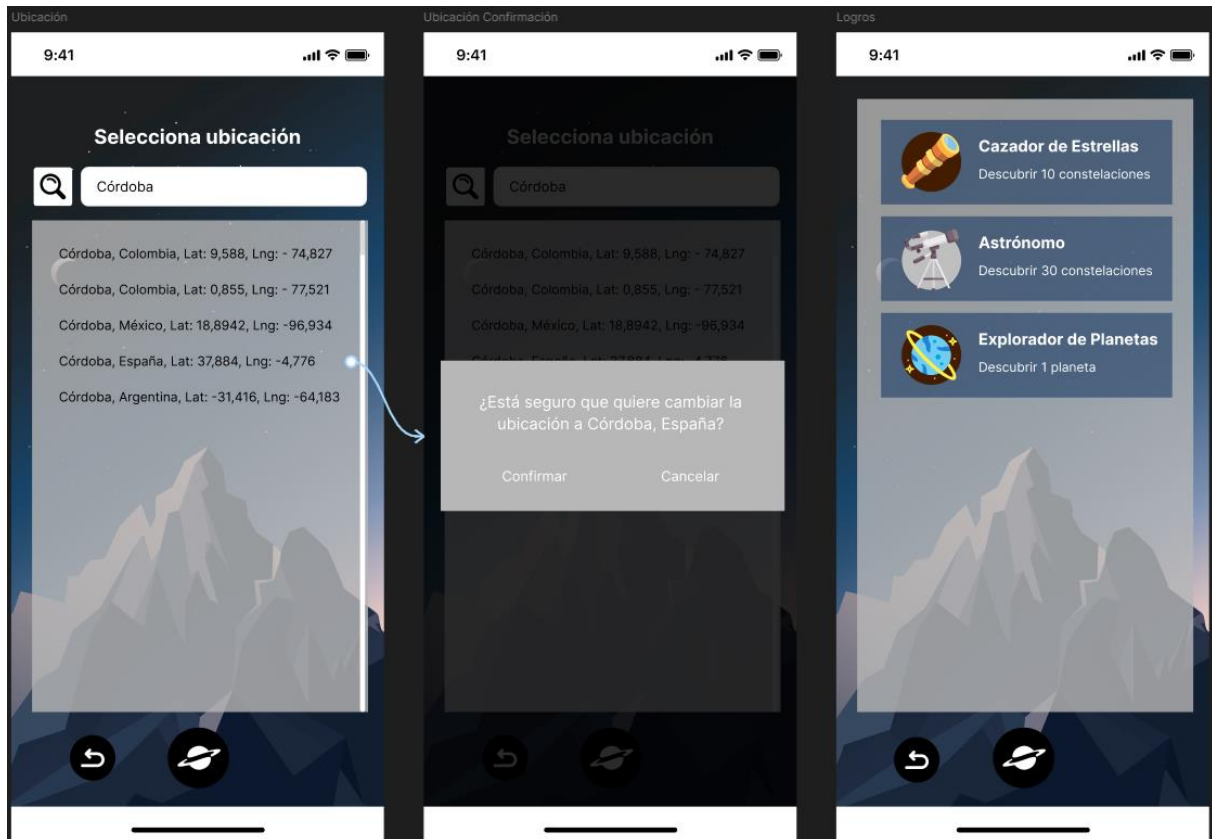 Ubicación
9:41
Selecciona ubicación
Córdoba
Córdoba, Colombia, Lat: 9,588, Lng: - 74,827
Córdoba, Colombia, Lat: 0,855, Lng: - 77,521
Córdoba, México, Lat: 18,8942, Lng: -96,934
Córdoba, España, Lat: 37,884, Lng: -4,776
Córdoba, Argentina, Lat: -31,416, Lng: -64,183
Ubicación Confirmación
9:41
Selecciona ubicación
Córdoba
Córdoba, Colombia, Lat: 9,588, Lng: - 74,827
Córdoba, Colombia, Lat: 0,855, Lng: - 77,521
Córdoba, México, Lat: 18,8942, Lng: -96,934
¿Está seguro que quiere cambiar la
ubicación a Córdoba, España?
Confirmar Cancelar
Logros
9:41
Cazador de Estrellas
Descubrir 10 constelaciones
Astrónomo
Descubrir 30 constelaciones
Explorador de Planetas
Descubrir 1 planeta